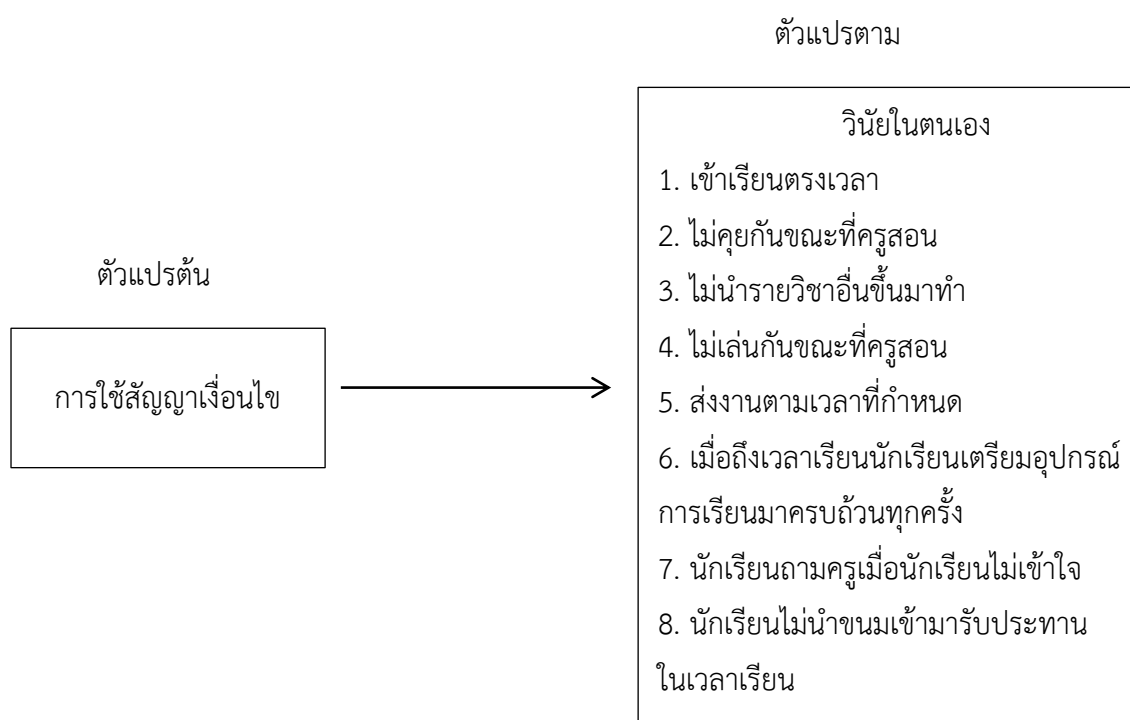 ตัวแปรตาม
ตัวแปรต้น
การใช้สัญญาเงื่อนไข
วินัยในตนเอง
1. เข้าเรียนตรงเวลา
2. ไม่คุยกันขณะที่ครูสอน
3. ไม่นำรายวิชาอื่นขึ้นมาทำ
4. ไม่เล่นกันขณะที่ครูสอน
5. ส่งงานตามเวลาที่กำหนด
6. เมื่อถึงเวลาเรียนนักเรียนเตรียมอุปกรณ์
การเรียนมาครบถ้วนทุกครั้ง
7. นักเรียนถามครูเมื่อนักเรียนไม่เข้าใจ
8. นักเรียนไม่นำขนมเข้ามารับประทาน
ในเวลาเรียน